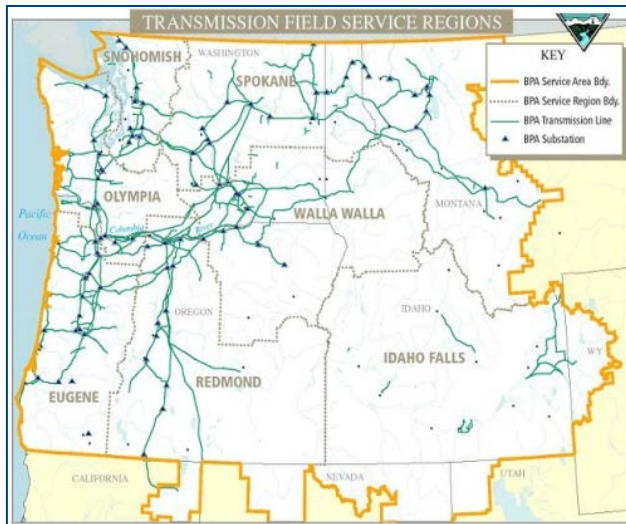 TRANSMISSION FIELD SERVICE REGIONS
KEY
BPA Service Area Bdy.
BPA Service Region Bdy.
BPA Transmission Line
BPA Substation
SNOHOMISH
WASHINGTON
SPOKANE
OLYMPIA
WALLA WALLA
MONTANA
Pacific
Ocean
Columbia
River
OREGON
IDAHO
IDAHO FALLS
WY
REDMOND
EUGENE
CALIFORNIA
NEVADA
UTAH